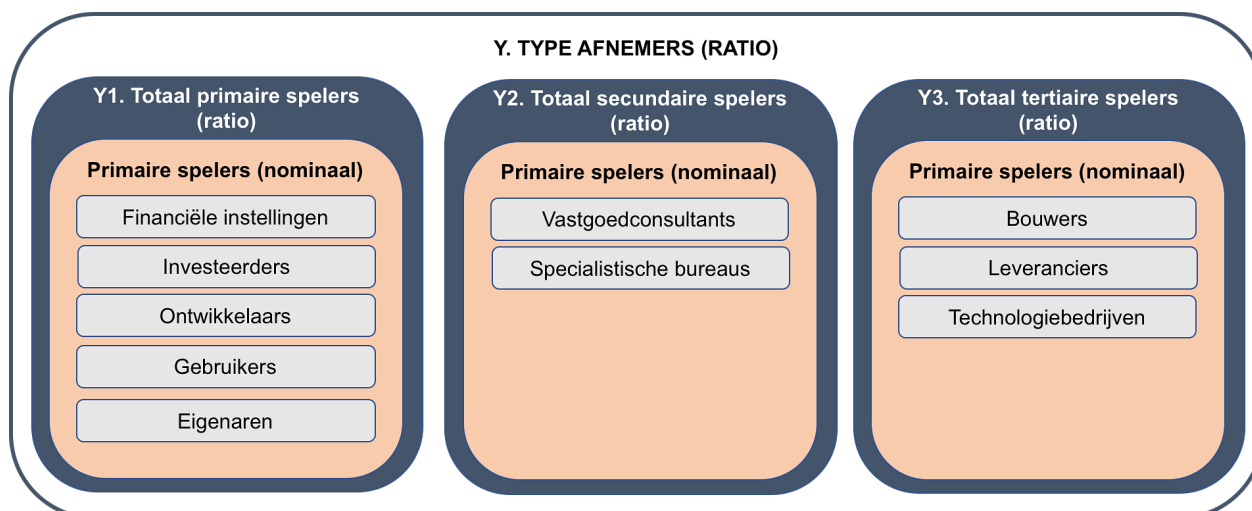 Y. TYPE AFNEMERS (RATIO)
Y1. Totaal primaire spelers
(ratio)
Primaire spelers (nominaal)
Financiële instellingen
Investeerders
Ontwikkelaars
Gebruikers
Eigenaren
Y2. Totaal secundaire spelers
(ratio)
Primaire spelers (nominaal)
Vastgoedconsultants
Specialistische bureaus
Y3. Totaal tertiaire spelers
(ratio)
Primaire spelers (nominaal)
Bouwers
Leveranciers
Technologiebedrijven